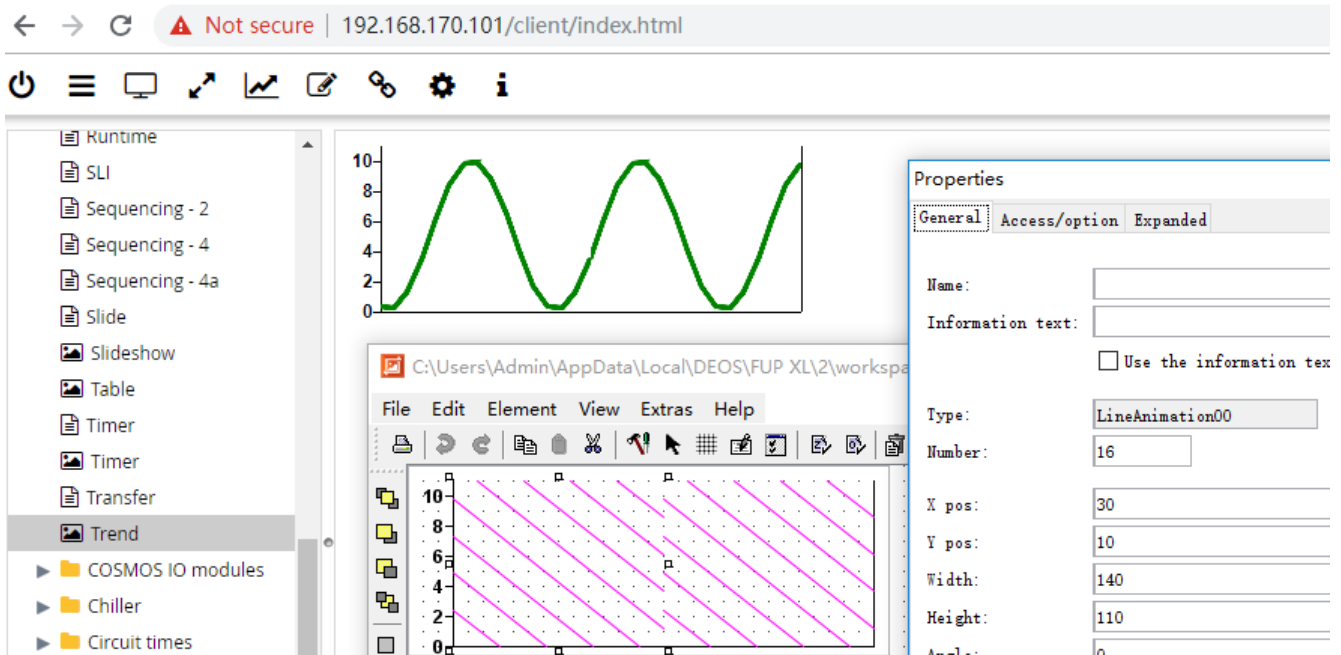 Not secure | 192.168.170.101/client/index.html
Runtime
SLI
Sequencing - 2
Sequencing - 4
Sequencing - 4a
Slide
Slideshow
Table
Timer
Timer
Transfer
Trend
COSMOS IO modules
Chiller
Circuit times
10
8
6
4
2
0
C:\Users\Admin\AppData\Local\DEOS\FUP XL\2\workspa
File Edit Element View Extras Help
10
8
6
4
2
0
Properties
General Access/option Expanded
Name:
Information text:
Use the information tex
Type: LineAnimation00
Number: 16
X pos: 30
Y pos: 10
Width: 140
Height: 110
Angle: 0